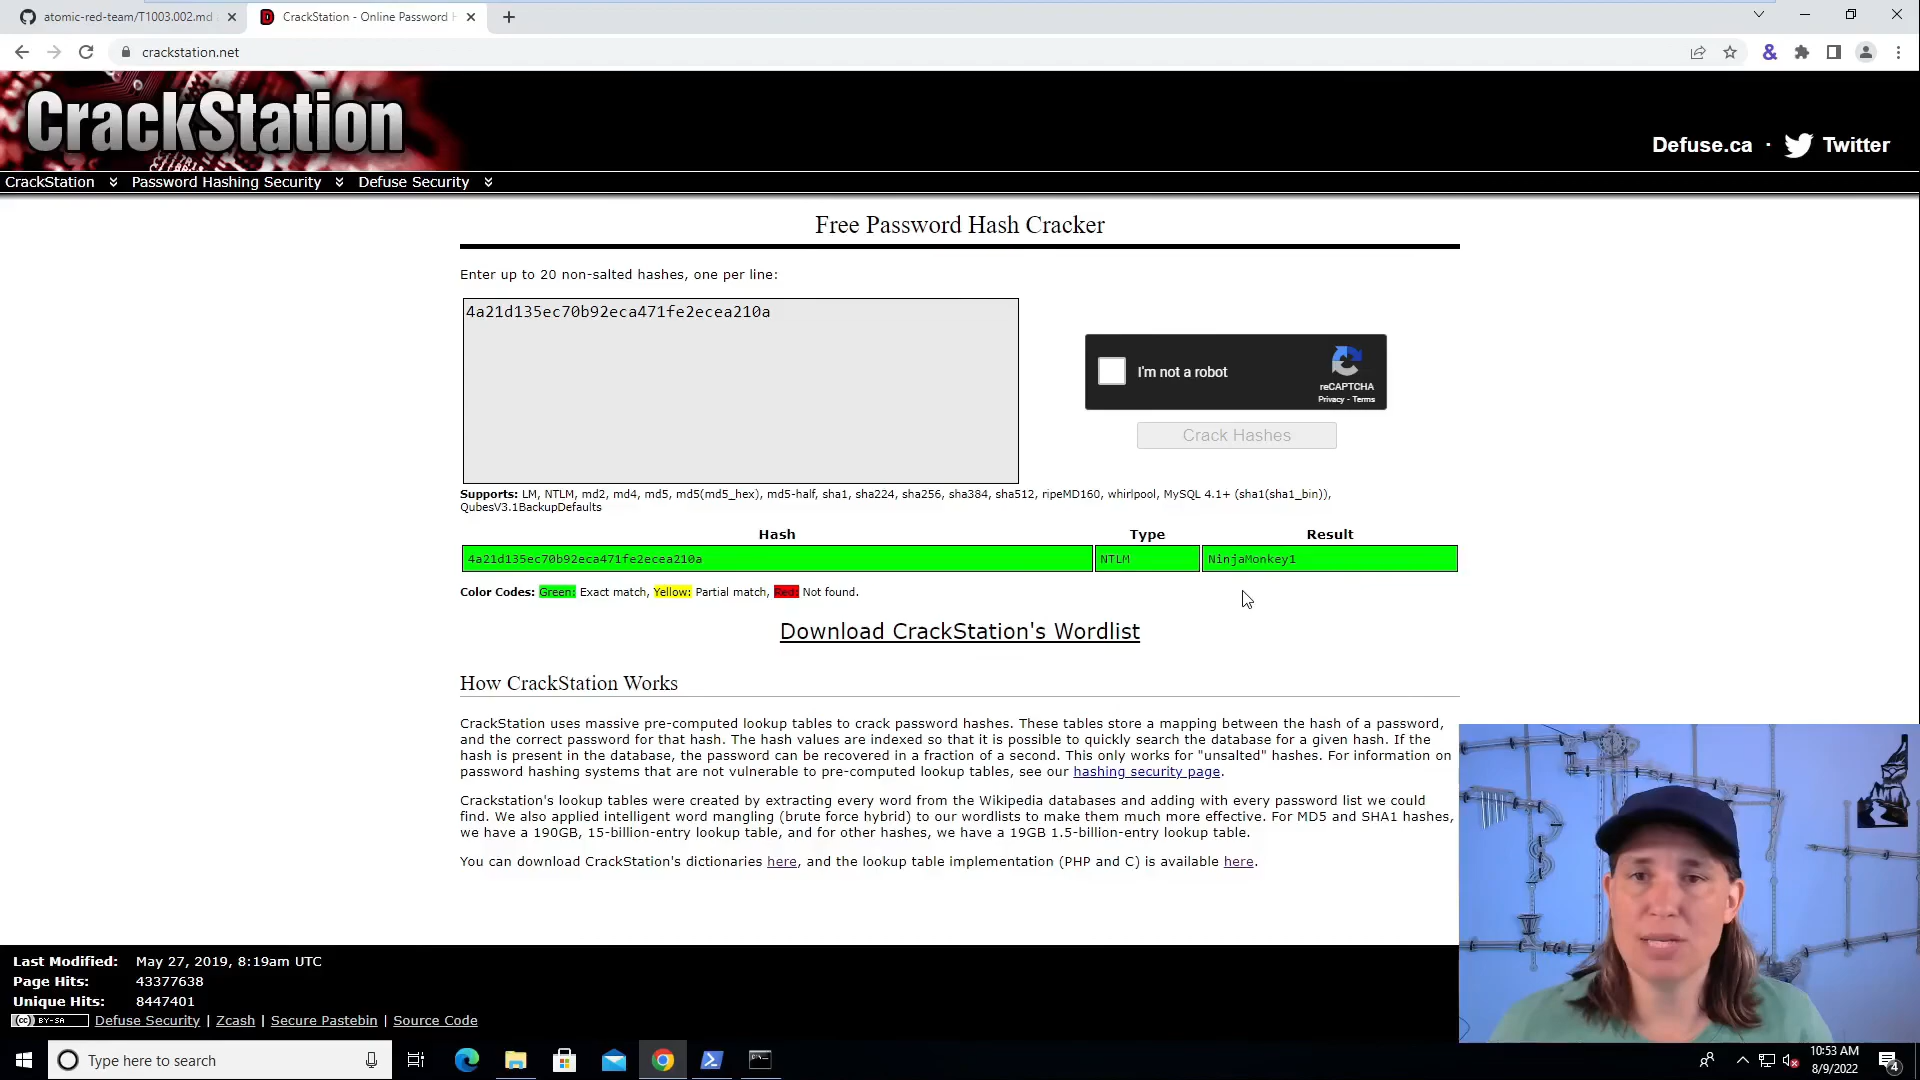 atomic-red-team/T1003.002.md
CrackStation - Online Password H
crackstation.net
CrackStation
Defuse.ca · Twitter
CrackStation Password Hashing Security Defuse Security
Free Password Hash Cracker
Enter up to 20 non-salted hashes, one per line:
4a21d135ec70b92eca471fe2ecea210a
I'm not a robot
reCAPTCHA
Privacy - Terms
Crack Hashes
Supports: LM, NTLM, md2, md4, md5, md5(md5_hex), md5-half, sha1, sha224, sha256, sha384, sha512, ripeMD160, whirlpool, MySQL 4.1+ (sha1(sha1_bin)),
QubesV3.1BackupDefaults
Hash Type Result
4a21d135ec70b92eca471fe2ecea210a NTLM NinjaMonkey1
Color Codes: Green: Exact match, Yellow: Partial match, Red: Not found.
Download CrackStation's Wordlist
How CrackStation Works
CrackStation uses massive pre-computed lookup tables to crack password hashes. These tables store a mapping between the hash of a password,
and the correct password for that hash. The hash values are indexed so that it is possible to quickly search the database for a given hash. If the
hash is present in the database, the password can be recovered in a fraction of a second. This only works for "unsalted" hashes. For information on
password hashing systems that are not vulnerable to pre-computed lookup tables, see our hashing security page.
Crackstation's lookup tables were created by extracting every word from the Wikipedia databases and adding with every password list we could
find. We also applied intelligent word mangling (brute force hybrid) to our wordlists to make them much more effective. For MD5 and SHA1 hashes,
we have a 190GB, 15-billion-entry lookup table, and for other hashes, we have a 19GB 1.5-billion-entry lookup table.
You can download CrackStation's dictionaries here, and the lookup table implementation (PHP and C) is available here.
Last Modified: May 27, 2019, 8:19am UTC
Page Hits: 43377638
Unique Hits: 8447401
cc BY-SA Defuse Security | Zcash | Secure Pastebin | Source Code
Type here to search
10:53 AM
8/9/2022
4